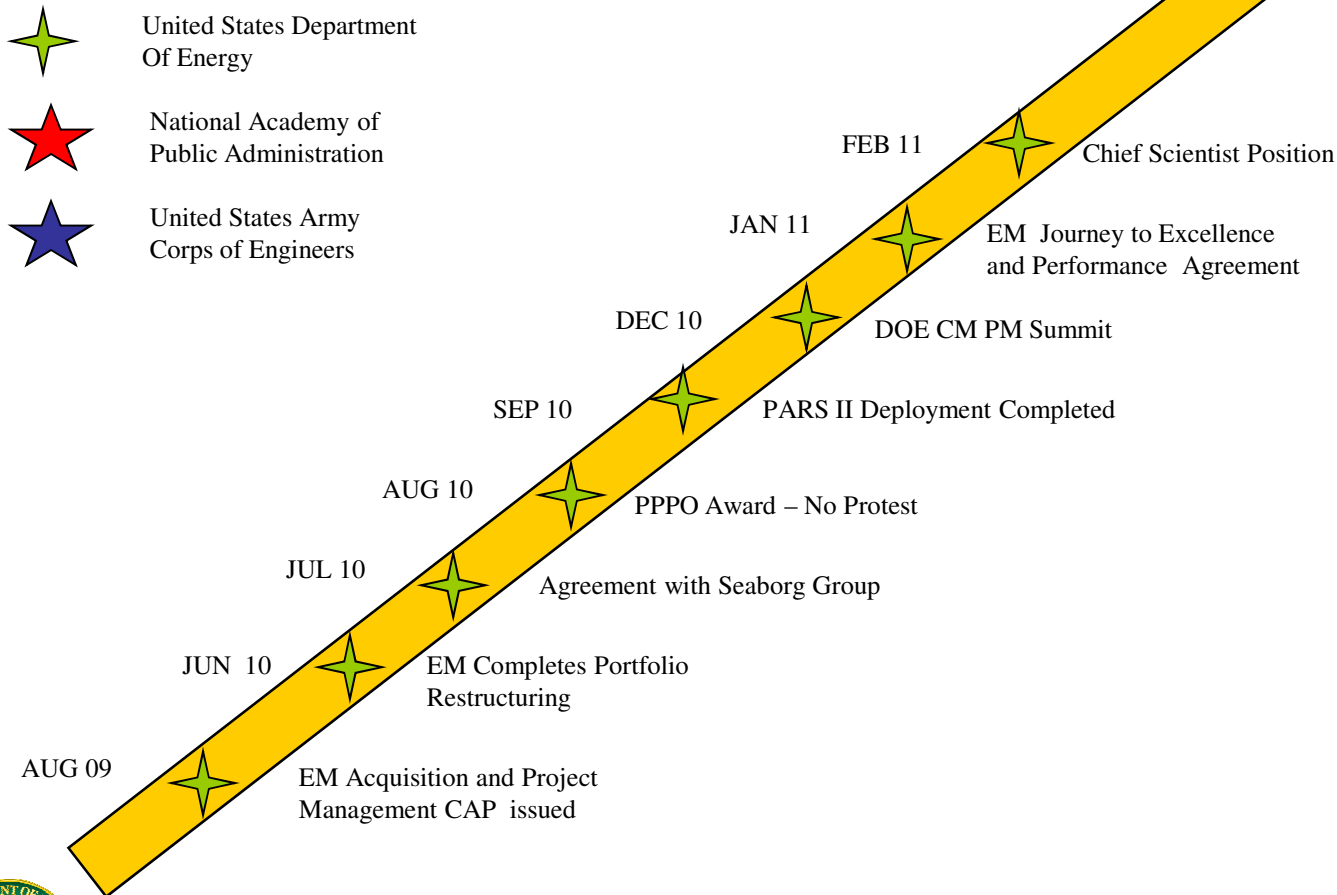 United States Department
Of Energy
National Academy of
Public Administration
United States Army
Corps of Engineers
FEB 11
Chief Scientist Position
JAN 11
EM Journey to Excellence
and Performance Agreement
DEC 10
DOE CM PM Summit
SEP 10
PARS II Deployment Completed
AUG 10
PPPO Award – No Protest
JUL 10
Agreement with Seaborg Group
JUN 10
EM Completes Portfolio
Restructuring
AUG 09
EM Acquisition and Project
Management CAP issued